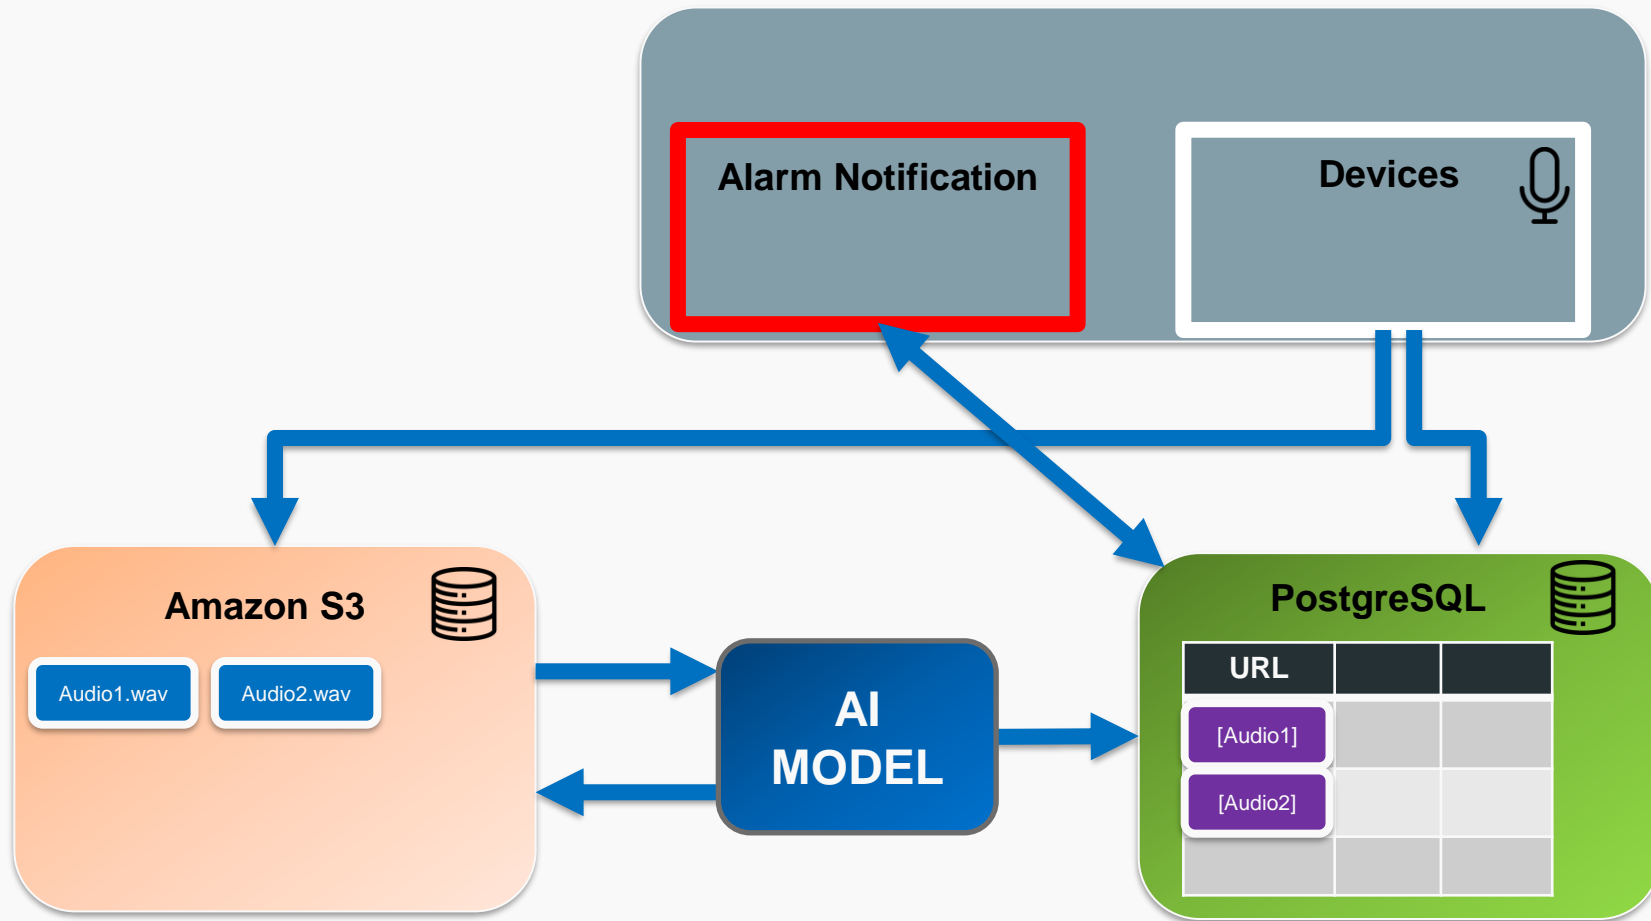 Alarm Notification
Devices
Amazon S3
Audio1.wav
Audio2.wav
AI
MODEL
PostgreSQL
URL
[Audio1]
[Audio2]